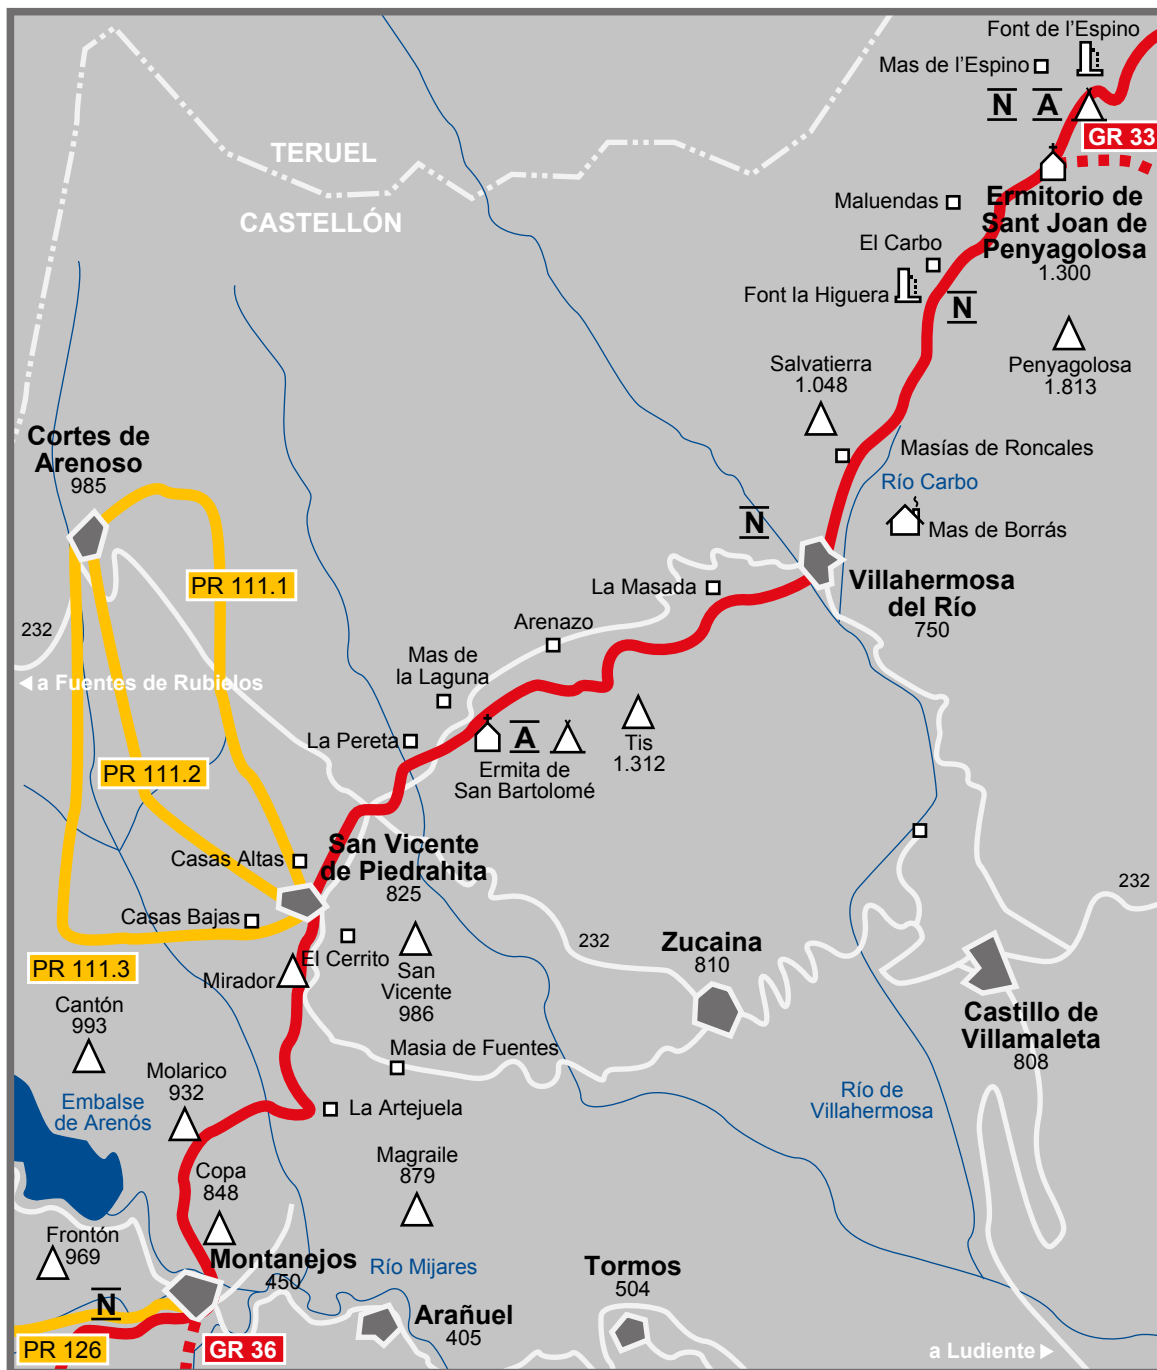 Font de l'Espino
Mas de l'Espino
N A
GR 33
TERUEL
CASTELLÓN
Maluendas
Ermitorio de
Sant Joan de
Penyagolosa
1.300
El Carbo
Font la Higuera
N
Salvatierra
1.048
Penyagolosa
1.813
Cortes de
Arenoso
985
Masías de Roncales
Río Carbo
N
Mas de Borrás
PR 111.1
La Masada
Villahermosa
del Río
750
232
Arenazo
Mas de
la Laguna
a Fuentes de Rubielos
La Pereta
A
Ermita de
San Bartolomé
Tis
1.312
PR 111.2
San Vicente
de Piedrahita
825
Casas Altas
Casas Bajas
232
232
El Cerrito
Zucaina
810
PR 111.3
Mirador
San
Vicente
986
Cantón
993
Castillo de
Villamaleta
808
Masia de Fuentes
Molarico
932
Embalse
de Arenós
La Artejuela
Río de
Villahermosa
Magraile
879
Copa
848
Frontón
969
Montanejos
450
Río Mijares
Tormos
504
N
Arañuel
405
PR 126
GR 36
a Ludiente